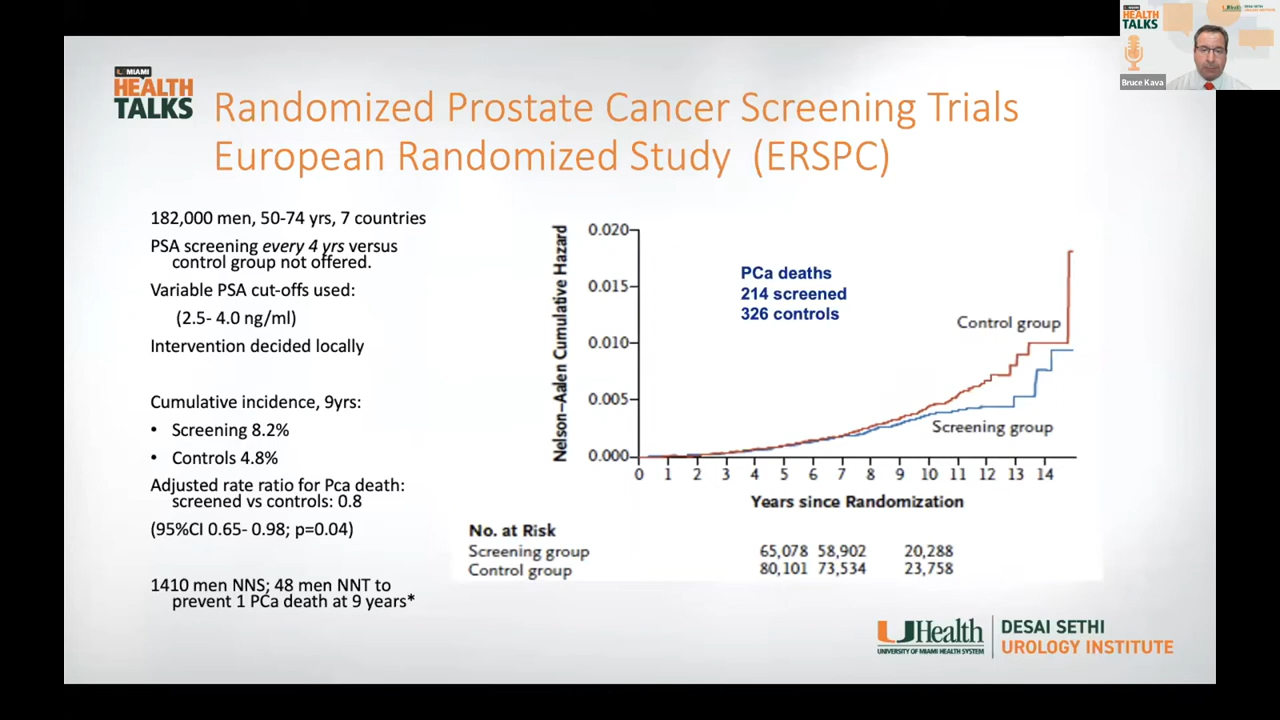 U MIAMI
HEALTH
TALKS
Randomized Prostate Cancer Screening Trials
European Randomized Study (ERSPC)
182,000 men, 50-74 yrs, 7 countries
PSA screening every 4 yrs versus
control group not offered.
Variable PSA cut-offs used:
(2.5- 4.0 ng/ml)
Intervention decided locally
Cumulative incidence, 9yrs:
• Screening 8.2%
• Controls 4.8%
Adjusted rate ratio for Pca death:
screened vs controls: 0.8
(95%CI 0.65- 0.98; p=0.04)
1410 men NNS; 48 men NNT to
prevent 1 PCa death at 9 years*
Nelson–Aalen Cumulative Hazard
0.020
0.015
0.010
0.005
0.000
PCa deaths
214 screened
326 controls
Control group
Screening group
0 1 2 3 4 5 6 7 8 9 10 11 12 13 14
Years since Randomization
No. at Risk
Screening group 65,078 58,902 20,288
Control group 80,101 73,534 23,758
UHealth
UNIVERSITY OF MIAMI HEALTH SYSTEM
DESAI SETHI
UROLOGY INSTITUTE
HEALTH
TALKS
UHealth
DESAI SETHI
UROLOGY INSTITUTE
Bruce Kava